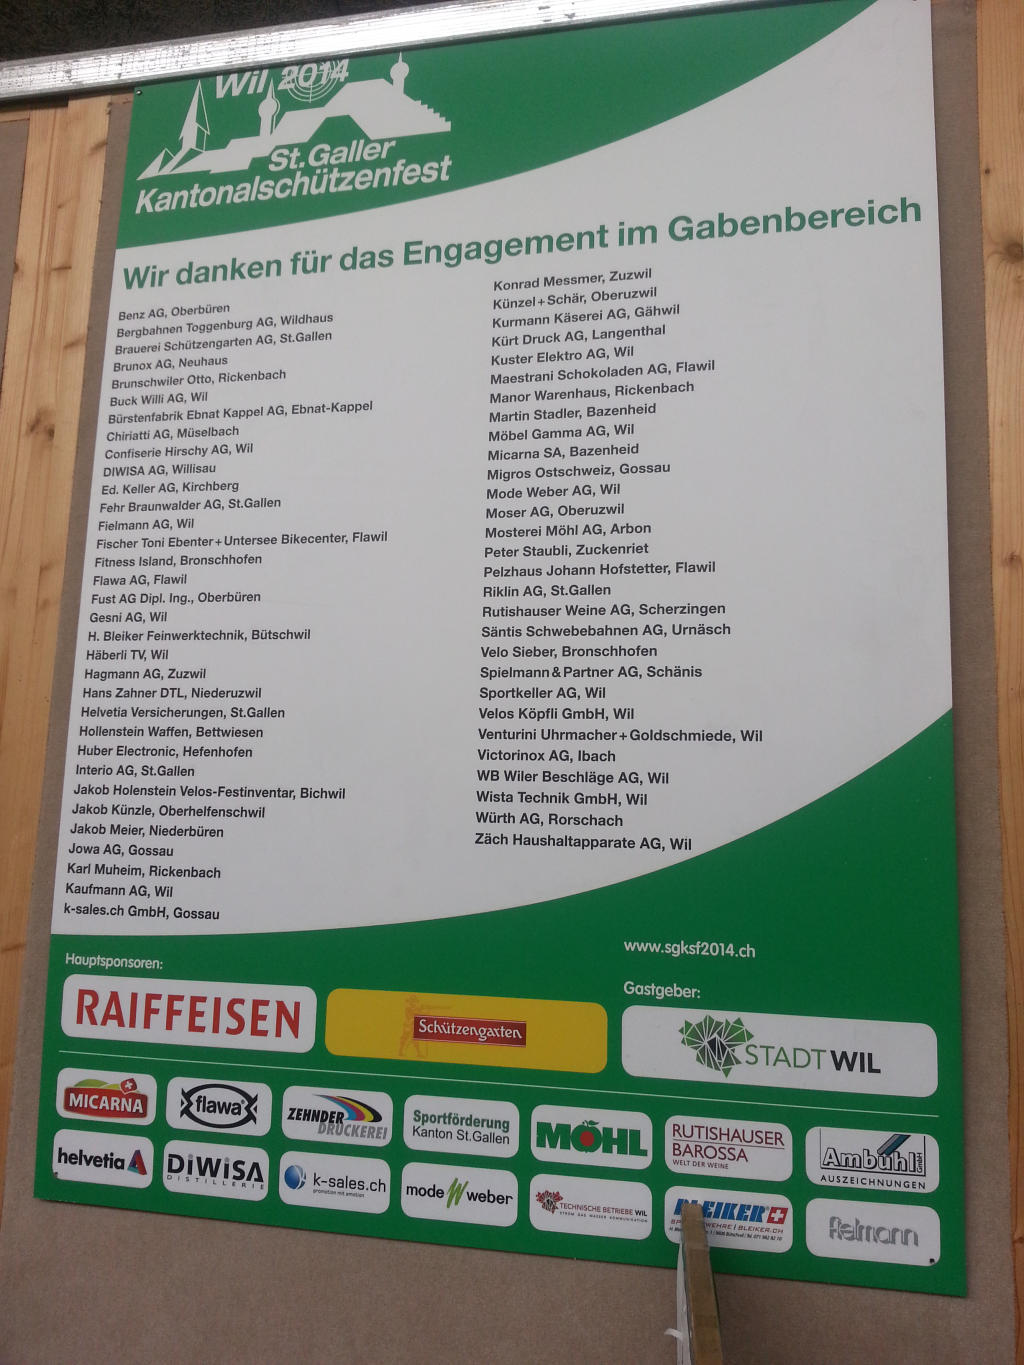 Wil 2014
St.Galler
Kantonalschützenfest
Wir danken für das Engagement im Gabenbereich
Benz AG, Oberbüren
Bergbahnen Toggenburg AG, Wildhaus
Brauerei Schützengarten AG, St.Gallen
Brunox AG, Neuhaus
Brunschwiler Otto, Rickenbach
Buck Willi AG, Wil
Bürstenfabrik Ebnat Kappel AG, Ebnat-Kappel
Chiriatti AG, Müselbach
Confiserie Hirschy AG, Wil
DIWISA AG, Willisau
Ed. Keller AG, Kirchberg
Fehr Braunwalder AG, St.Gallen
Fielmann AG, Wil
Fischer Toni Ebenter+Untersee Bikecenter, Flawil
Fitness Island, Bronschhofen
Flawa AG, Flawil
Fust AG Dipl. Ing., Oberbüren
Gesni AG, Wil
H. Bleiker Feinwerktechnik, Bütschwil
Häberli TV, Wil
Hagmann AG, Zuzwil
Hans Zahner DTL, Niederuzwil
Helvetia Versicherungen, St.Gallen
Hollenstein Waffen, Bettwiesen
Huber Electronic, Hefenhofen
Interio AG, St.Gallen
Jakob Holenstein Velos-Festinventar, Bichwil
Jakob Künzle, Oberhelfenschwil
Jakob Meier, Niederbüren
Jowa AG, Gossau
Karl Muheim, Rickenbach
Kaufmann AG, Wil
k-sales.ch GmbH, Gossau
Konrad Messmer, Zuzwil
Künzel+Schär, Oberuzwil
Kurmann Käserei AG, Gähwil
Kürt Druck AG, Langenthal
Kuster Elektro AG, Wil
Maestrani Schokoladen AG, Flawil
Manor Warenhaus, Rickenbach
Martin Stadler, Bazenheid
Möbel Gamma AG, Wil
Micarna SA, Bazenheid
Migros Ostschweiz, Gossau
Mode Weber AG, Wil
Moser AG, Oberuzwil
Mosterei Möhl AG, Arbon
Peter Staubli, Zuckenriet
Pelzhaus Johann Hofstetter, Flawil
Riklin AG, St.Gallen
Rutishauser Weine AG, Scherzingen
Säntis Schwebebahnen AG, Urnäsch
Velo Sieber, Bronschhofen
Spielmann & Partner AG, Schänis
Sportkeller AG, Wil
Velos Köpfli GmbH, Wil
Venturini Uhrmacher+Goldschmiede, Wil
Victorinox AG, Ibach
WB Wiler Beschläge AG, Wil
Wista Technik GmbH, Wil
Würth AG, Rorschach
Zäch Haushaltapparate AG, Wil
www.sgksf2014.ch
Hauptsponsoren:
Gastgeber:
RAIFFEISEN
Schützengarten
STADT WIL
MICARNA
flawa
ZEHNDER
DRUCKEREI
Sportförderung
Kanton St.Gallen
MÖHL
RUTISHAUSER
BAROSSA
WELT DER WEINE
Ambühl GmbH
AUSZEICHNUNGEN
helvetia
DIWISA
DISTILLERIE
k-sales.ch
promotion mit emotion
mode W weber
TECHNISCHE BETRIEBE WIL
STROM GAS WASSER KOMMUNIKATION
BLEIKER
BLEIKER.CH
fielmann